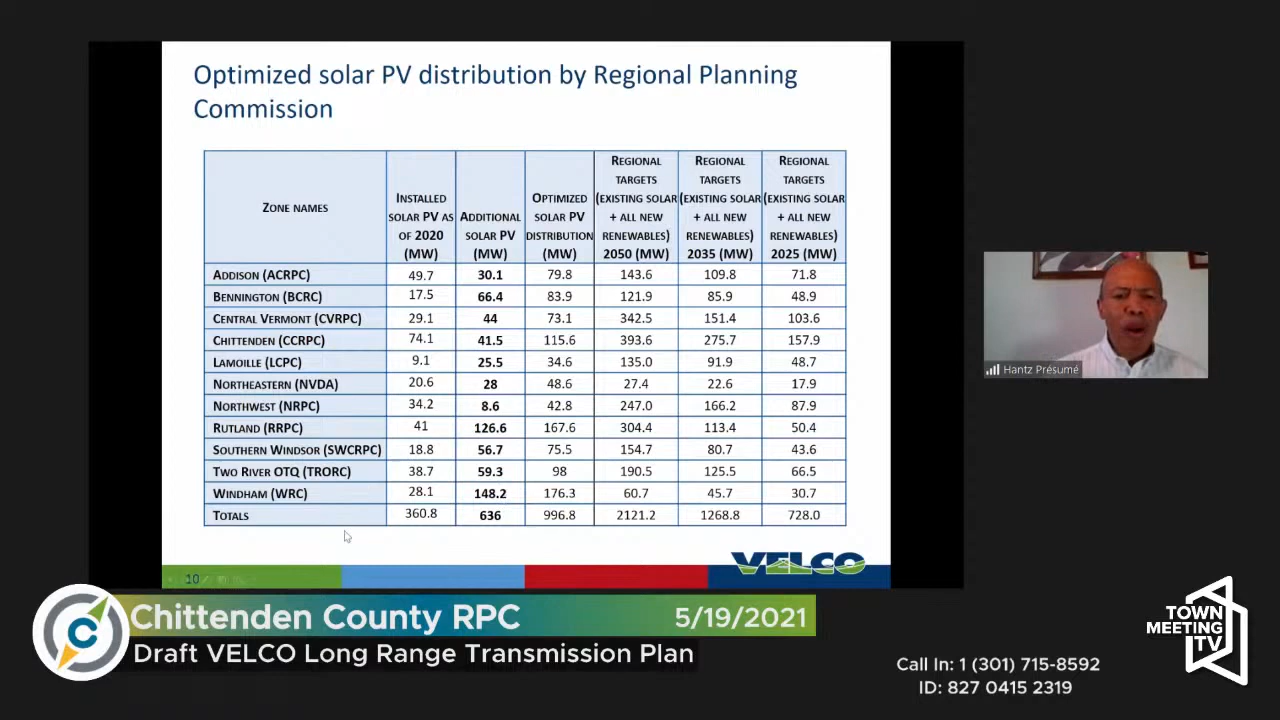 Optimized solar PV distribution by Regional Planning
Commission
ZONE NAMES
INSTALLED
SOLAR PV AS
OF 2020
(MW)
ADDITIONAL
SOLAR PV
(MW)
OPTIMIZED
SOLAR PV
DISTRIBUTION
(MW)
REGIONAL
TARGETS
(EXISTING SOLAR
+ ALL NEW
RENEWABLES)
2050 (MW)
REGIONAL
TARGETS
(EXISTING SOLAR
+ ALL NEW
RENEWABLES)
2035 (MW)
REGIONAL
TARGETS
(EXISTING SOLAR
+ ALL NEW
RENEWABLES)
2025 (MW)
ADDISON (ACRPC) 49.7 30.1 79.8 143.6 109.8 71.8
BENNINGTON (BCRC) 17.5 66.4 83.9 121.9 85.9 48.9
CENTRAL VERMONT (CVRPC) 29.1 44 73.1 342.5 151.4 103.6
CHITTENDEN (CCRPC) 74.1 41.5 115.6 393.6 275.7 157.9
LAMOILLE (LCPC) 9.1 25.5 34.6 135.0 91.9 48.7
NORTHEASTERN (NVDA) 20.6 28 48.6 27.4 22.6 17.9
NORTHWEST (NRPC) 34.2 8.6 42.8 247.0 166.2 87.9
RUTLAND (RRPC) 41 126.6 167.6 304.4 113.4 50.4
SOUTHERN WINDSOR (SWCRPC) 18.8 56.7 75.5 154.7 80.7 43.6
TWO RIVER OTQ (TRORC) 38.7 59.3 98 190.5 125.5 66.5
WINDHAM (WRC) 28.1 148.2 176.3 60.7 45.7 30.7
TOTALS 360.8 636 996.8 2121.2 1268.8 728.0
10
VELCO
Hantz Présumé
C
Chittenden County RPC 5/19/2021
Draft VELCO Long Range Transmission Plan
TOWN
MEETING
TV
Call In: 1 (301) 715-8592
ID: 827 0415 2319